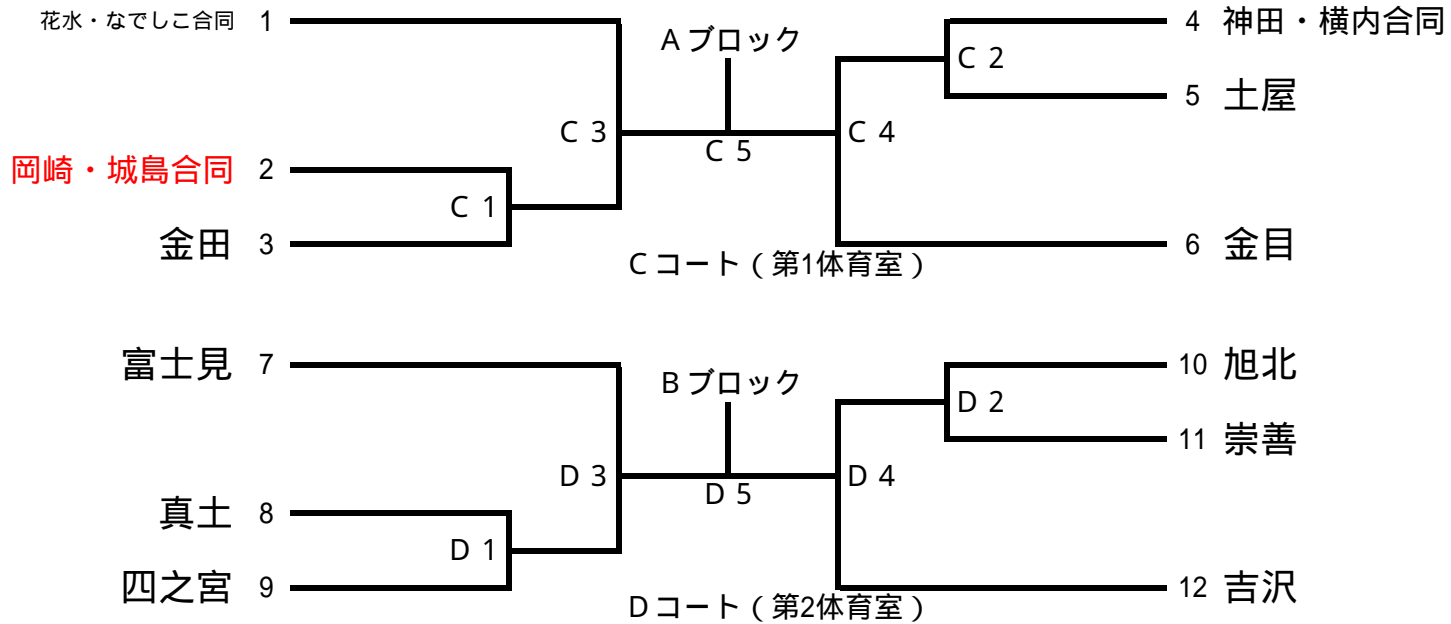 花水・なでしこ合同 1
岡崎・城島合同 2
金田 3
C 1
C 3
Aブロック
C 5
C 4
C 2
4 神田・横内合同
5 土屋
6 金目
Cコート（第1体育室）
富士見 7
真土 8
四之宮 9
D 1
D 3
Bブロック
D 5
D 4
D 2
10 旭北
11 崇善
12 吉沢
Dコート（第2体育室）